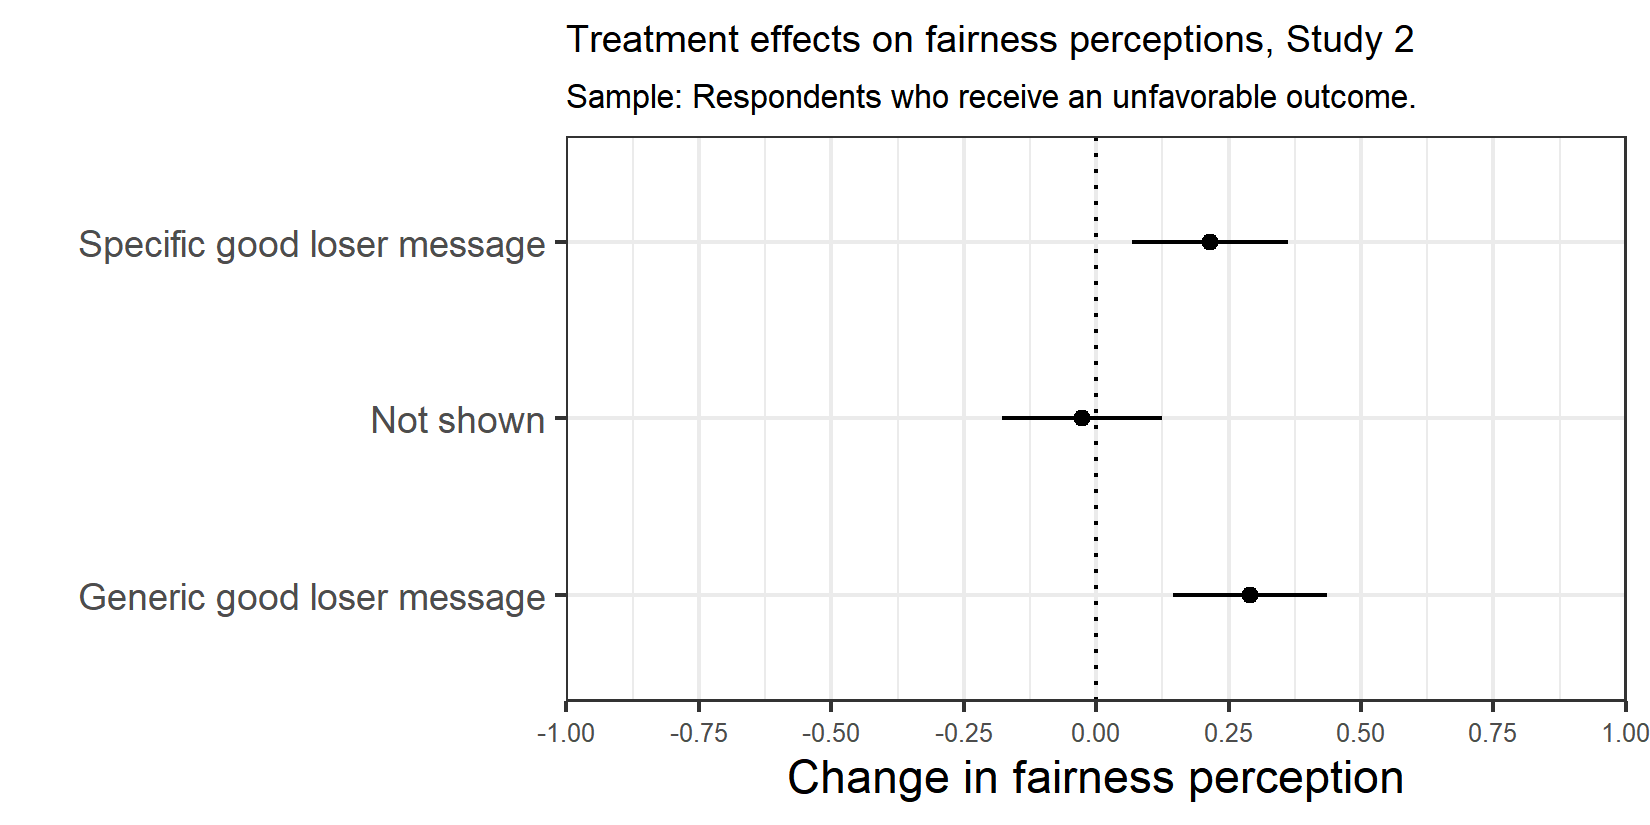 Treatment effects on fairness perceptions, Study 2
Sample: Respondents who receive an unfavorable outcome.
Specific good loser message
Not shown
Generic good loser message
-1.00 -0.75 -0.50 -0.25 0.00 0.25 0.50 0.75 1.00
Change in fairness perception